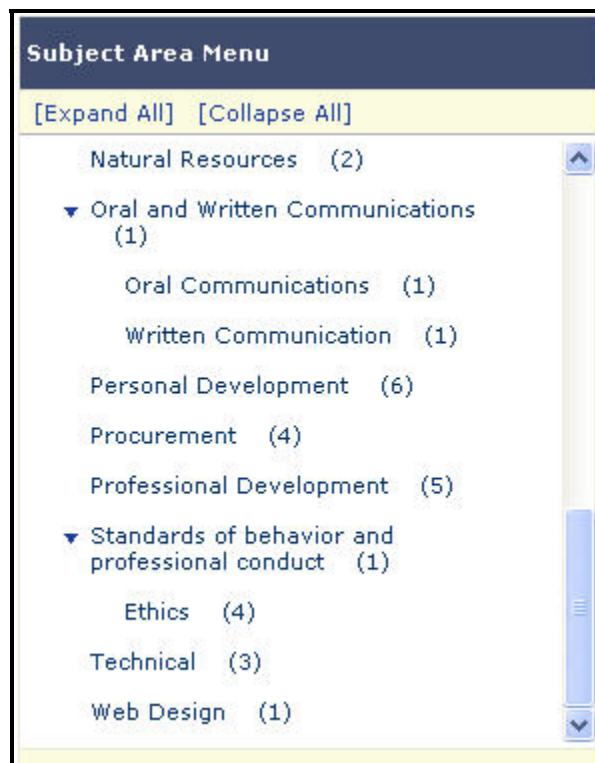 Subject Area Menu
[Expand All] [Collapse All]
Natural Resources (2)
Oral and Written Communications
(1)
Oral Communications (1)
Written Communication (1)
Personal Development (6)
Procurement (4)
Professional Development (5)
Standards of behavior and
professional conduct (1)
Ethics (4)
Technical (3)
Web Design (1)